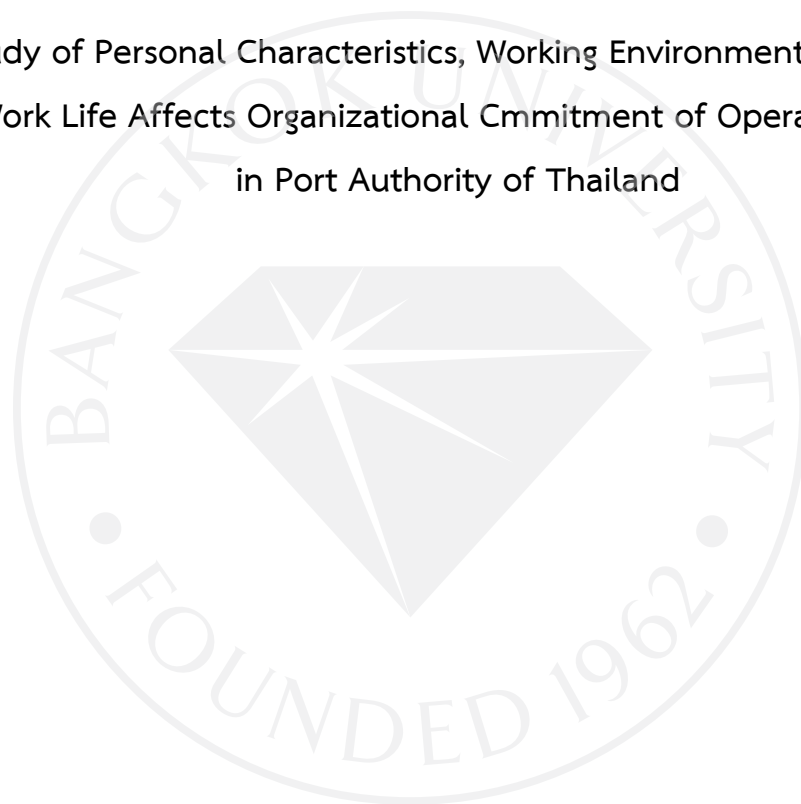 dy of Personal Characteristics, Working Environment
ork Life Affects Organizational Cmmitment of Opera
in Port Authority of Thailand
BANGKOK UNIVERSITY
• FOUNDED 1962 •